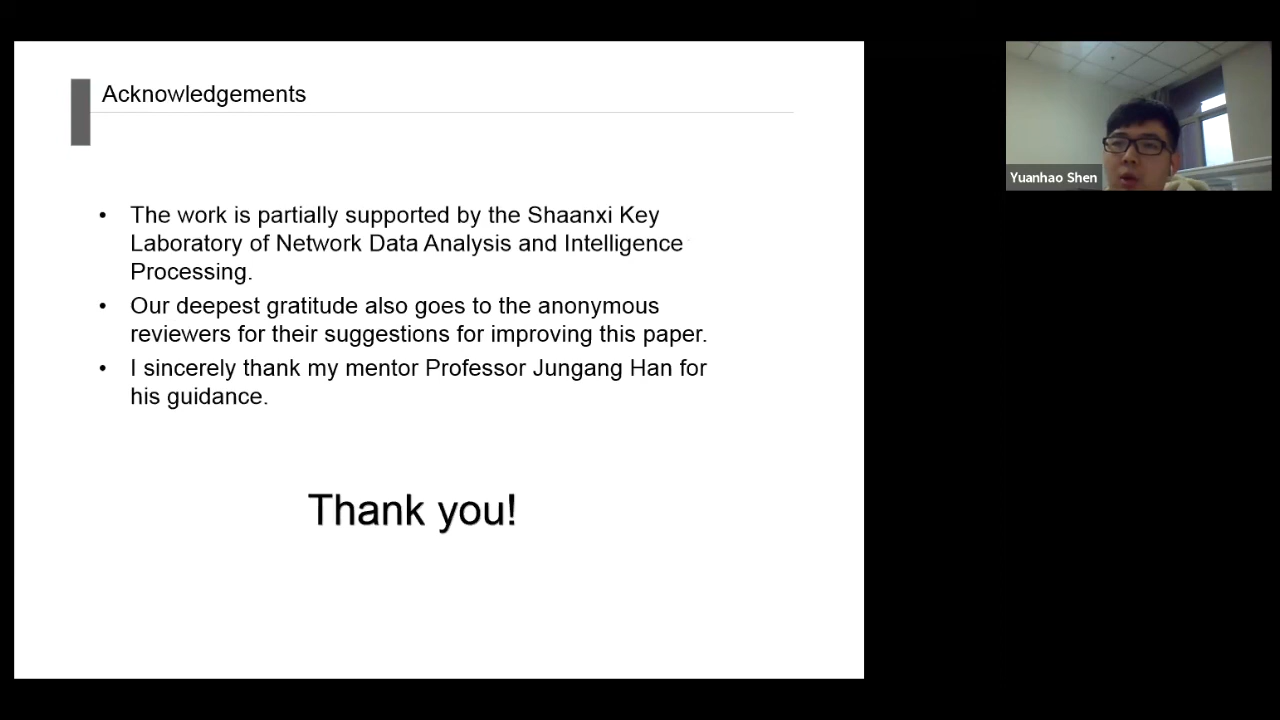 Acknowledgements
• The work is partially supported by the Shaanxi Key
Laboratory of Network Data Analysis and Intelligence
Processing.
• Our deepest gratitude also goes to the anonymous
reviewers for their suggestions for improving this paper.
• I sincerely thank my mentor Professor Jungang Han for
his guidance.
Thank you!
Yuanhao Shen